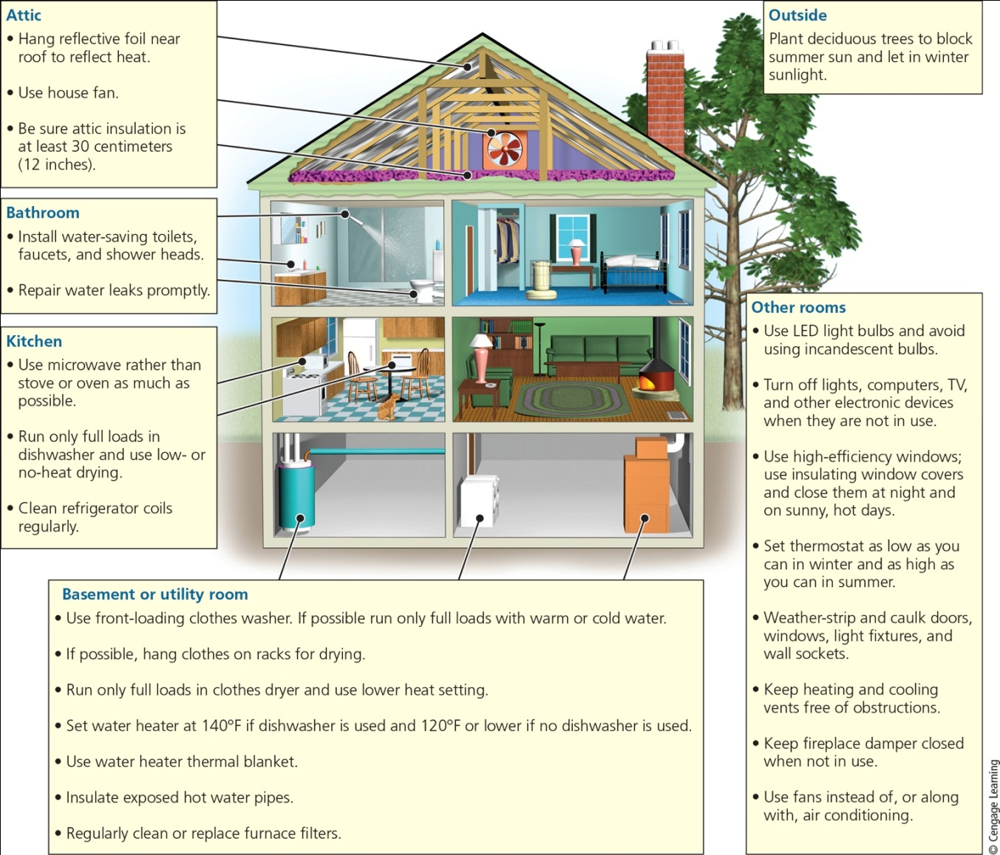 Attic
• Hang reflective foil near
roof to reflect heat.
• Use house fan.
• Be sure attic insulation is
at least 30 centimeters
(12 inches).
Bathroom
• Install water-saving toilets,
faucets, and shower heads.
• Repair water leaks promptly.
Kitchen
• Use microwave rather than
stove or oven as much as
possible.
• Run only full loads in
dishwasher and use low- or
no-heat drying.
• Clean refrigerator coils
regularly.
Outside
Plant deciduous trees to block
summer sun and let in winter
sunlight.
Other rooms
• Use LED light bulbs and avoid
using incandescent bulbs.
• Turn off lights, computers, TV,
and other electronic devices
when they are not in use.
• Use high-efficiency windows;
use insulating window covers
and close them at night and
on sunny, hot days.
• Set thermostat as low as you
can in winter and as high as
you can in summer.
• Weather-strip and caulk doors,
windows, light fixtures, and
wall sockets.
• Keep heating and cooling
vents free of obstructions.
• Keep fireplace damper closed
when not in use.
• Use fans instead of, or along
with, air conditioning.
Basement or utility room
• Use front-loading clothes washer. If possible run only full loads with warm or cold water.
• If possible, hang clothes on racks for drying.
• Run only full loads in clothes dryer and use lower heat setting.
• Set water heater at 140°F if dishwasher is used and 120°F or lower if no dishwasher is used.
• Use water heater thermal blanket.
• Insulate exposed hot water pipes.
• Regularly clean or replace furnace filters.
© Cengage Learning